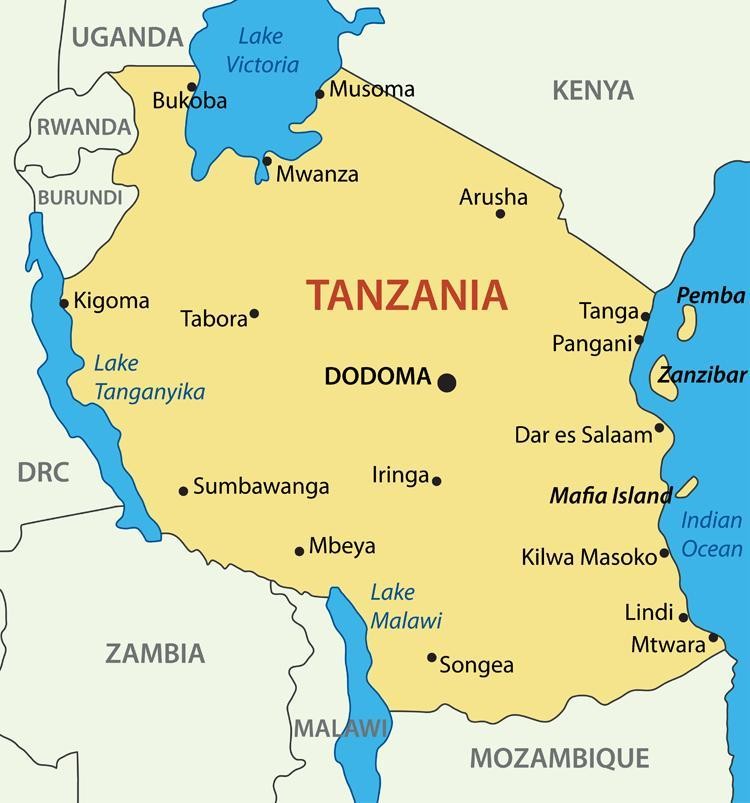 UGANDA
Lake
Victoria
KENYA
Bukoba
Musoma
RWANDA
Mwanza
BURUNDI
Arusha
Kigoma
TANZANIA
Pemba
Tabora
Tanga
Pangani
Lake
Tanganyika
DODOMA
Zanzibar
Dar es Salaam
DRC
Sumbawanga
Iringa
Mafia Island
Indian
Ocean
Mbeya
Kilwa Masoko
Lake
Malawi
Lindi
Mtwara
ZAMBIA
Songea
MALAWI
MOZAMBIQUE